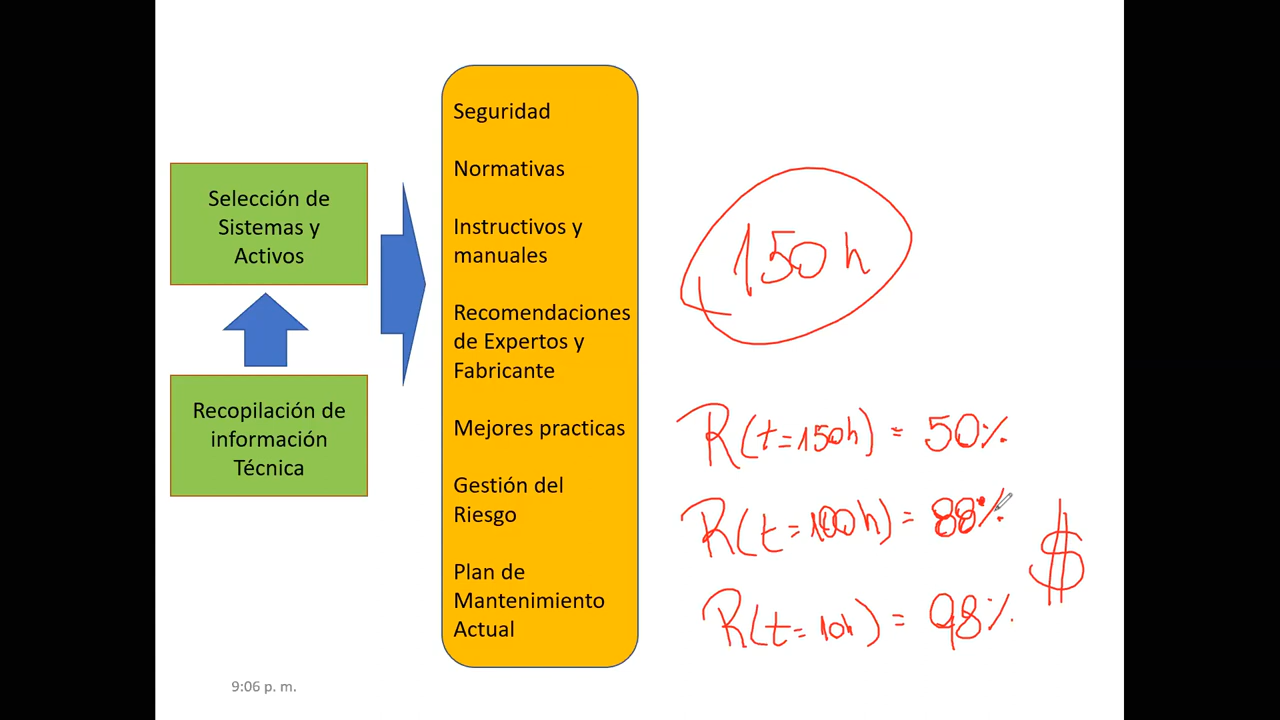 Selección de
Sistemas y
Activos
Recopilación de
información
Técnica
Seguridad
Normativas
Instructivos y
manuales
Recomendaciones
de Expertos y
Fabricante
Mejores practicas
Gestión del
Riesgo
Plan de
Mantenimiento
Actual
150 h
R(t=150h) = 50%
R(t=100h) = 88%
R(t=10h) = 98%
$
9:06 p. m.